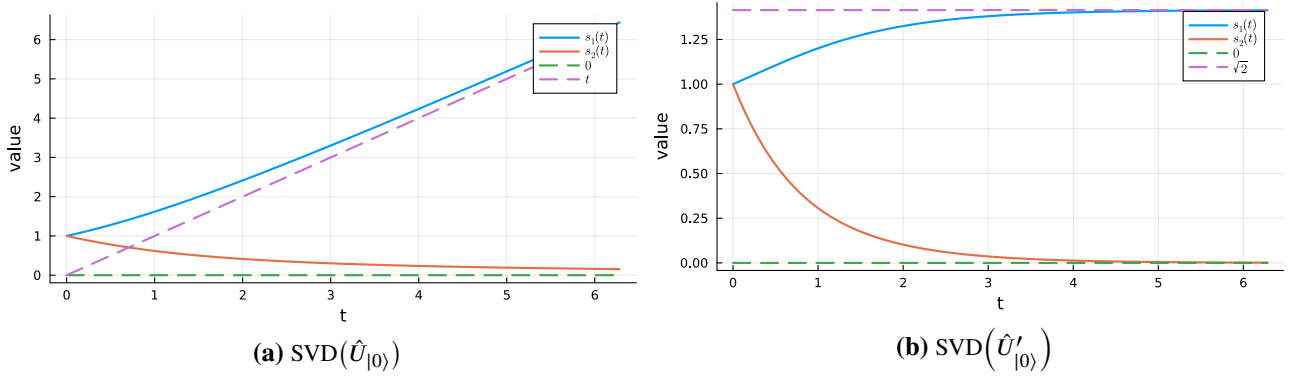 s₁(t)
s₂(t)
0
t
value
6
5
4
3
2
1
0
0 1 2 3 4 5 6
t
(a) SVD(Û|0⟩)
s₁(t)
s₂(t)
0
√2
value
1.25
1.00
0.75
0.50
0.25
0.00
0 1 2 3 4 5 6
t
(b) SVD(Û′|0⟩)